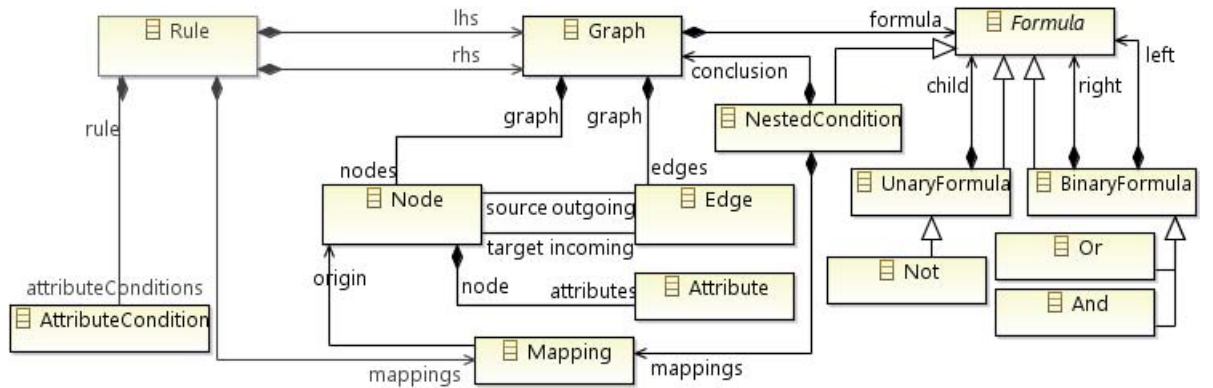 lhs
formula
Rule
Graph
Formula
rhs
conclusion
left
child
right
rule
graph
graph
NestedCondition
nodes
edges
UnaryFormula
BinaryFormula
Node
source outgoing
Edge
target incoming
Or
origin
Not
attributeConditions
node
attributes
Attribute
And
AttributeCondition
Mapping
mappings
mappings